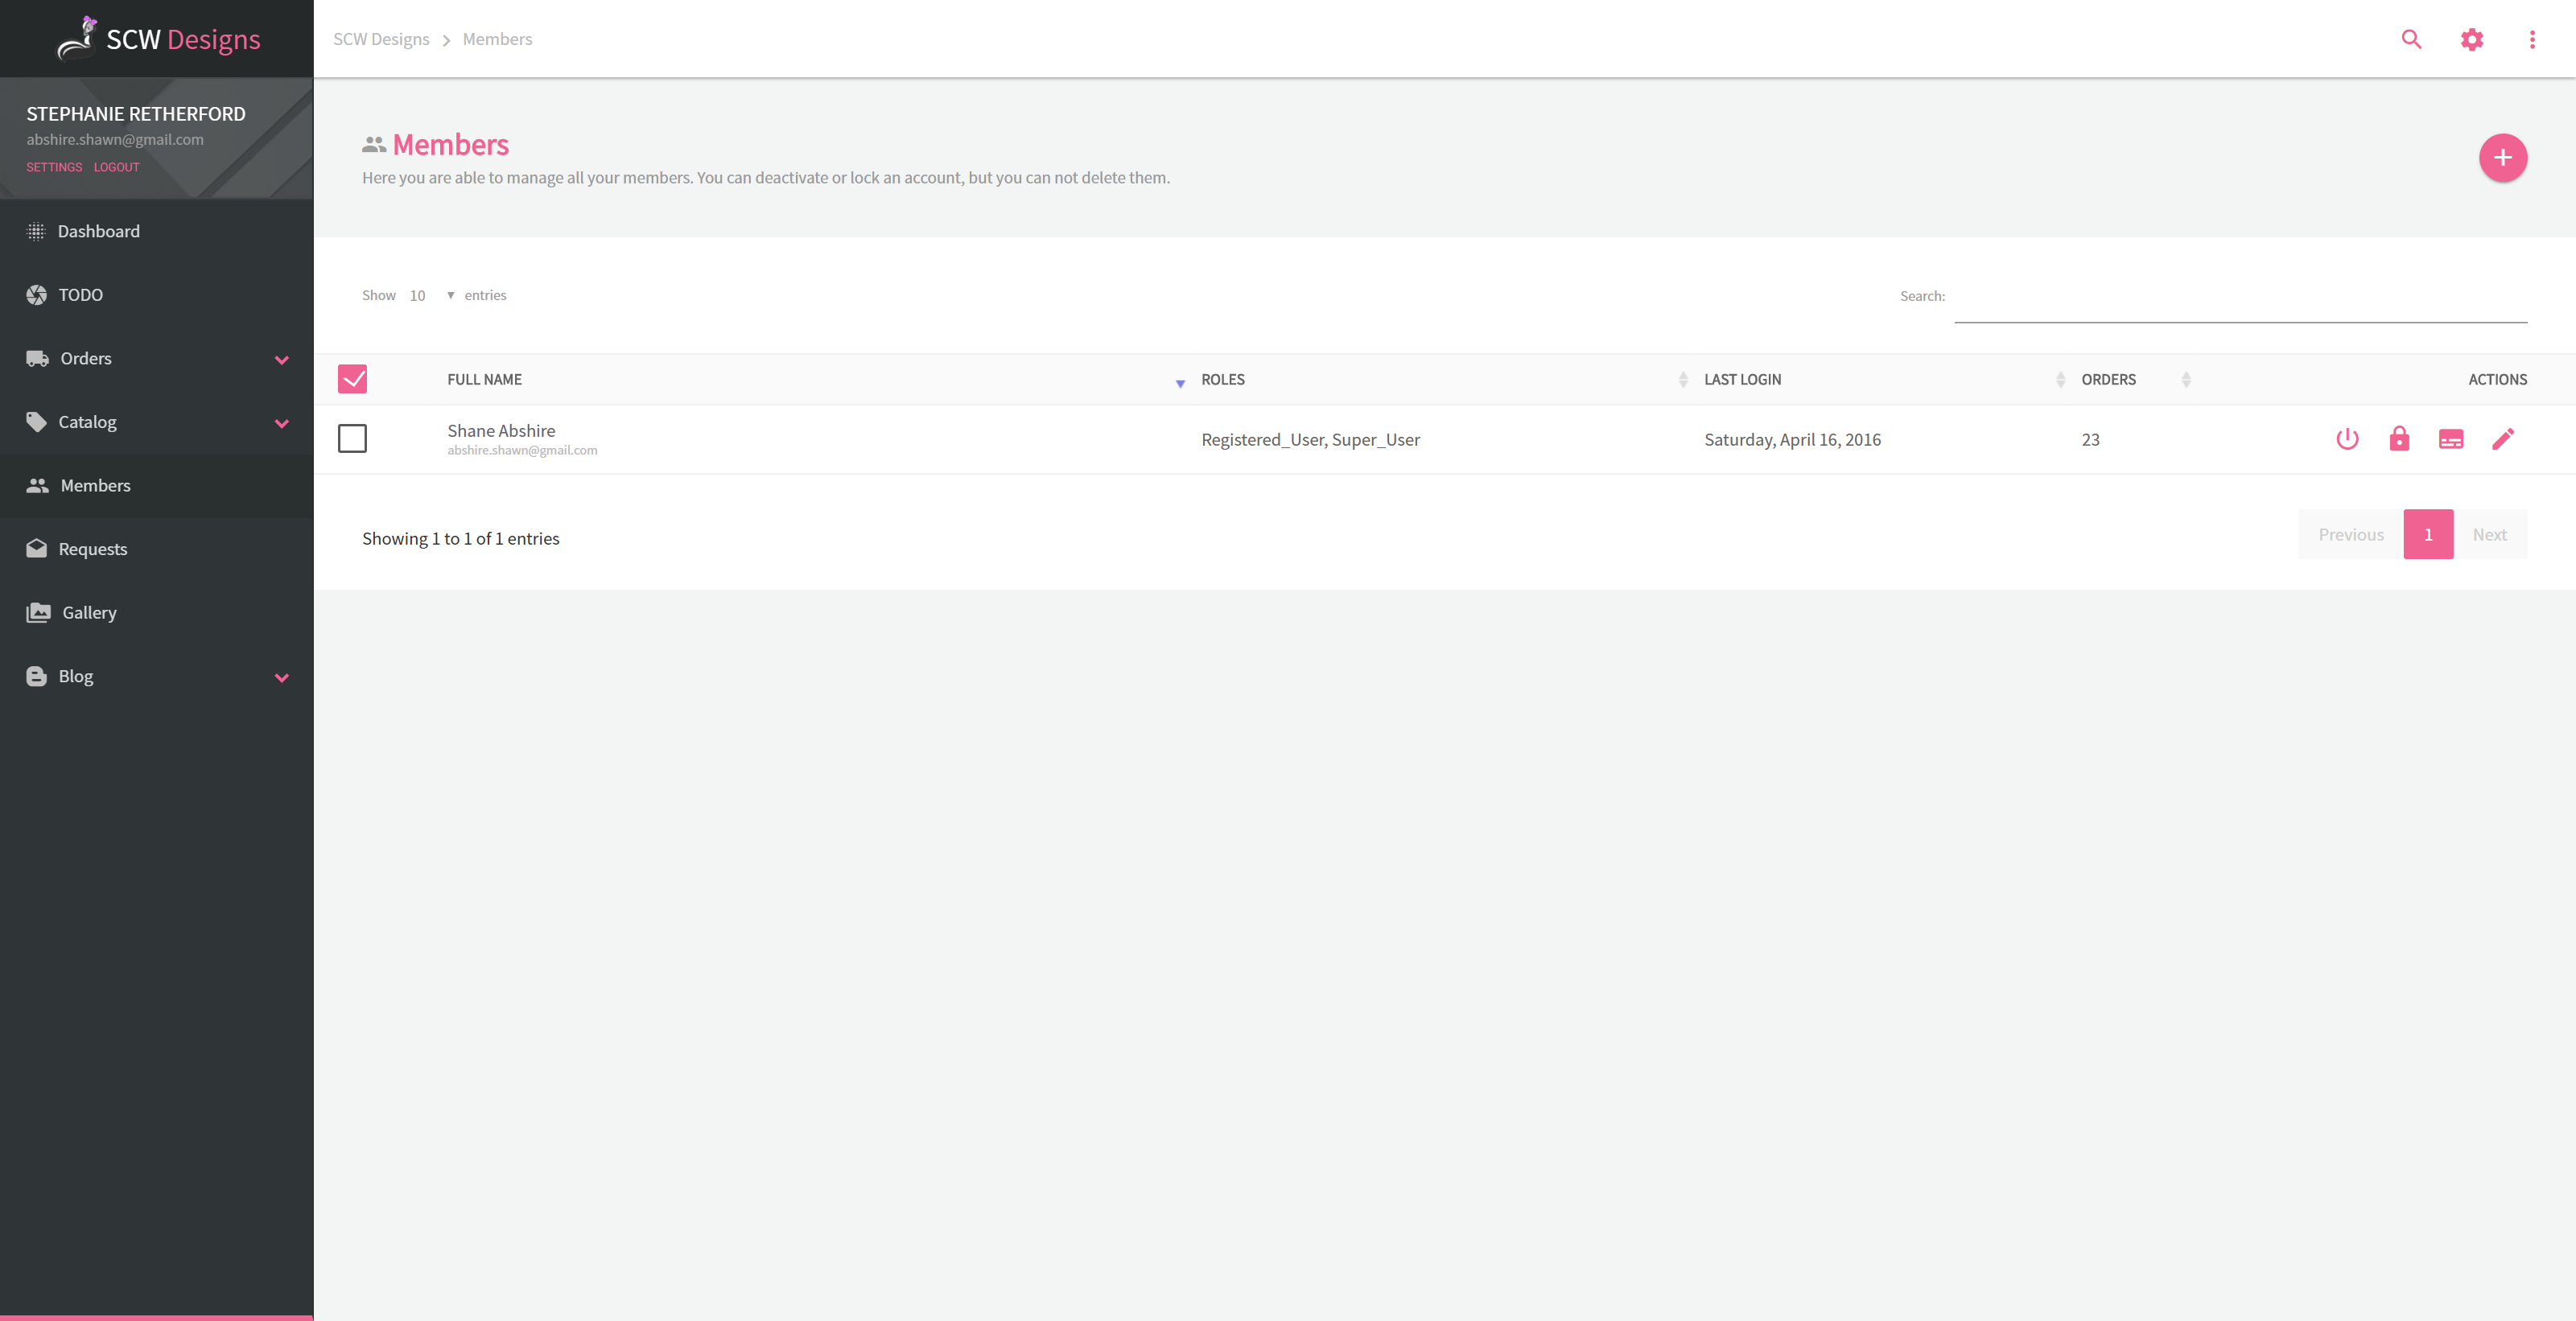 SCW Designs
SCW Designs Members
STEPHANIE RETHERFORD
abshire.shawn@gmail.com
SETTINGS LOGOUT
Dashboard
TODO
Orders
Catalog
Members
Requests
Gallery
Blog
Members
Here you are able to manage all your members. You can deactivate or lock an account, but you can not delete them.
Show 10 entries
Search:
FULL NAME ROLES LAST LOGIN ORDERS ACTIONS
Shane Abshire
abshire.shawn@gmail.com
Registered_User, Super_User Saturday, April 16, 2016 23
Showing 1 to 1 of 1 entries
Previous 1 Next